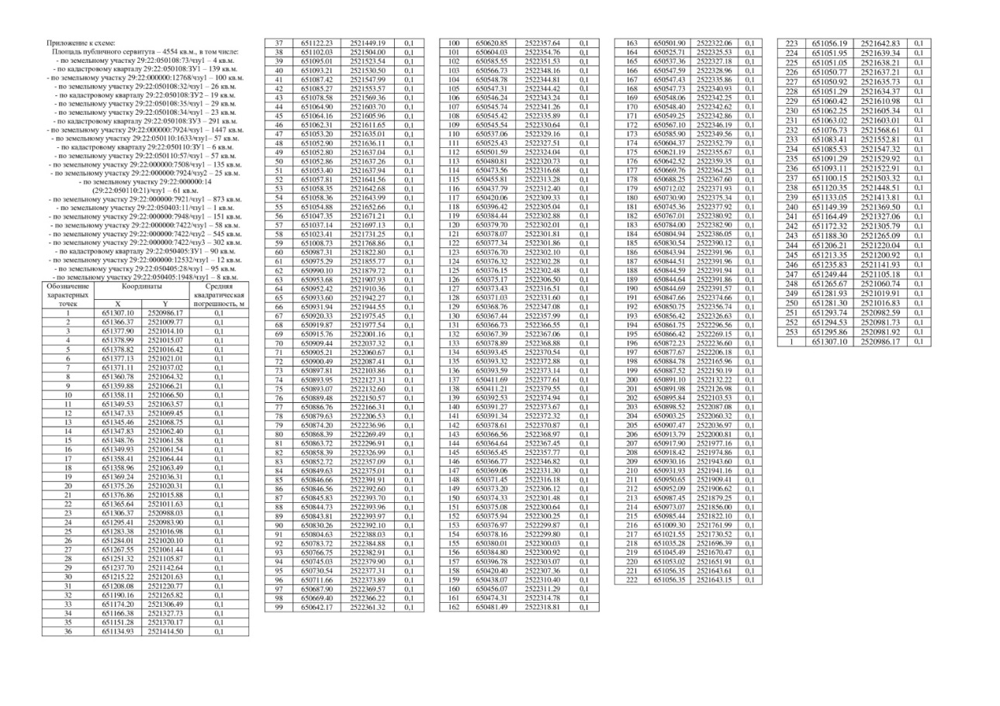 Приложение к схеме:
Площадь публичного сервитута – 4554 кв.м., в том числе:
- по земельному участку 29:22:050108:73/чзу1 – 4 кв.м.
- по кадастровому кварталу 29:22:050108:ЗУ1 – 139 кв.м.
- по земельному участку 29:22:000000:12768/чзу1 – 100 кв.м.
- по земельному участку 29:22:050108:32/чзу1 – 26 кв.м.
- по кадастровому кварталу 29:22:050108:ЗУ2 – 19 кв.м.
- по земельному участку 29:22:050108:35/чзу1 – 29 кв.м.
- по земельному участку 29:22:050108:34/чзу1 – 23 кв.м.
- по кадастровому кварталу 29:22:050108:ЗУ3 – 291 кв.м.
- по земельному участку 29:22:000000:7924/чзу1 – 1447 кв.м.
- по земельному участку 29:22:050110:1633/чзу1– 57 кв.м.
- по кадастровому кварталу 29:22:050110:ЗУ1 – 6 кв.м.
- по земельному участку 29:22:050110:57/чзу1 – 57 кв.м.
- по земельному участку 29:22:000000:7508/чзу1 – 135 кв.м.
- по земельному участку 29:22:000000:7924/чзу2 – 25 кв.м.
- по земельному участку 29:22:000000:14
(29:22:050110:21)/чзу1 – 61 кв.м.
- по земельному участку 29:22:000000:7921/чзу1 – 873 кв.м.
- по земельному участку 29:22:050403:11/чзу1 – 1 кв.м.
- по земельному участку 29:22:000000:7948/чзу1 – 151 кв.м.
- по земельному участку 29:22:000000:7422/чзу1 – 58 кв.м.
- по земельному участку 29:22:000000:7422/чзу2 – 545 кв.м.
- по земельному участку 29:22:000000:7422/чзу3 – 302 кв.м.
- по кадастровому кварталу 29:22:050405:ЗУ1 – 90 кв.м.
- по земельному участку 29:22:000000:12532/чзу1 – 12 кв.м.
- по земельному участку 29:22:050405:28/чзу1 – 95 кв.м.
- по земельному участку 29:22:050405:1948/чзу1 – 8 кв.м.
Обозначение характерных точек Координаты Средняя квадратическая погрешность, м
X Y
1 651307.10 2520986.17 0,1
2 651366.37 2521009.77 0,1
3 651377.90 2521014.10 0,1
4 651378.99 2521015.07 0,1
5 651378.82 2521016.42 0,1
6 651377.13 2521021.01 0,1
7 651371.11 2521037.02 0,1
8 651360.78 2521064.32 0,1
9 651359.88 2521066.21 0,1
10 651358.11 2521066.50 0,1
11 651349.53 2521063.57 0,1
12 651347.33 2521069.45 0,1
13 651345.46 2521068.75 0,1
14 651347.83 2521062.40 0,1
15 651348.76 2521061.58 0,1
16 651349.93 2521061.54 0,1
17 651358.41 2521064.44 0,1
18 651358.96 2521063.49 0,1
19 651369.24 2521036.31 0,1
20 651375.26 2521020.31 0,1
21 651376.86 2521015.88 0,1
22 651365.64 2521011.63 0,1
23 651306.37 2520988.03 0,1
24 651295.41 2520983.90 0,1
25 651283.38 2521016.98 0,1
26 651284.01 2521020.10 0,1
27 651267.55 2521061.44 0,1
28 651251.32 2521105.87 0,1
29 651237.70 2521142.64 0,1
30 651215.22 2521201.63 0,1
31 651208.08 2521220.77 0,1
32 651190.16 2521265.82 0,1
33 651174.20 2521306.49 0,1
34 651166.38 2521327.73 0,1
35 651151.28 2521370.17 0,1
36 651134.93 2521414.50 0,1
37 651122.23 2521449.19 0,1
38 651102.03 2521504.00 0,1
39 651095.01 2521523.54 0,1
40 651093.21 2521530.50 0,1
41 651087.42 2521547.99 0,1
42 651085.27 2521553.57 0,1
43 651078.58 2521569.36 0,1
44 651064.90 2521603.70 0,1
45 651064.16 2521605.96 0,1
46 651062.31 2521611.65 0,1
47 651053.20 2521635.01 0,1
48 651052.90 2521636.11 0,1
49 651052.80 2521637.04 0,1
50 651052.86 2521637.26 0,1
51 651053.40 2521637.94 0,1
52 651057.81 2521641.56 0,1
53 651058.35 2521642.68 0,1
54 651058.36 2521643.99 0,1
55 651054.88 2521652.66 0,1
56 651047.35 2521671.21 0,1
57 651037.14 2521697.13 0,1
58 651023.41 2521731.25 0,1
59 651008.73 2521768.86 0,1
60 650987.31 2521822.80 0,1
61 650975.29 2521855.77 0,1
62 650990.10 2521879.72 0,1
63 650953.68 2521907.93 0,1
64 650952.42 2521910.36 0,1
65 650933.60 2521942.27 0,1
66 650931.94 2521944.55 0,1
67 650920.33 2521975.45 0,1
68 650919.87 2521977.54 0,1
69 650915.76 2522001.16 0,1
70 650909.44 2522037.32 0,1
71 650905.21 2522060.67 0,1
72 650900.49 2522087.41 0,1
73 650897.81 2522103.86 0,1
74 650893.95 2522127.31 0,1
75 650893.07 2522132.60 0,1
76 650889.48 2522150.57 0,1
77 650886.76 2522166.31 0,1
78 650879.63 2522206.53 0,1
79 650874.20 2522236.96 0,1
80 650868.39 2522269.49 0,1
81 650863.72 2522296.91 0,1
82 650858.39 2522326.99 0,1
83 650852.72 2522357.09 0,1
84 650849.63 2522375.01 0,1
85 650846.66 2522391.91 0,1
86 650846.56 2522392.60 0,1
87 650845.83 2522393.70 0,1
88 650844.73 2522393.96 0,1
89 650843.81 2522393.97 0,1
90 650830.26 2522392.10 0,1
91 650804.63 2522388.03 0,1
92 650783.72 2522384.88 0,1
93 650766.75 2522382.91 0,1
94 650745.03 2522379.90 0,1
95 650730.54 2522377.31 0,1
96 650711.66 2522373.89 0,1
97 650687.90 2522369.57 0,1
98 650669.40 2522366.22 0,1
99 650642.17 2522361.32 0,1
100 650620.85 2522357.64 0,1
101 650604.03 2522354.76 0,1
102 650585.55 2522351.53 0,1
103 650566.73 2522348.16 0,1
104 650548.78 2522344.81 0,1
105 650547.31 2522344.42 0,1
106 650546.24 2522343.24 0,1
107 650545.74 2522341.26 0,1
108 650545.42 2522335.89 0,1
109 650545.54 2522330.64 0,1
110 650537.06 2522329.16 0,1
111 650525.43 2522327.51 0,1
112 650501.59 2522324.04 0,1
113 650480.81 2522320.73 0,1
114 650473.56 2522316.68 0,1
115 650455.81 2522313.28 0,1
116 650437.79 2522312.40 0,1
117 650420.06 2522309.33 0,1
118 650396.42 2522305.04 0,1
119 650384.44 2522302.88 0,1
120 650379.70 2522302.01 0,1
121 650378.07 2522301.81 0,1
122 650377.34 2522301.86 0,1
123 650376.70 2522302.10 0,1
124 650376.32 2522302.28 0,1
125 650376.15 2522302.48 0,1
126 650375.17 2522306.50 0,1
127 650373.43 2522316.51 0,1
128 650371.03 2522331.60 0,1
129 650368.76 2522347.08 0,1
130 650367.44 2522357.99 0,1
131 650366.73 2522366.55 0,1
132 650367.39 2522367.06 0,1
133 650378.89 2522368.88 0,1
134 650393.45 2522370.54 0,1
135 650393.32 2522372.88 0,1
136 650393.59 2522373.14 0,1
137 650411.69 2522377.61 0,1
138 650411.21 2522379.55 0,1
139 650392.53 2522374.94 0,1
140 650391.27 2522373.67 0,1
141 650391.34 2522372.32 0,1
142 650378.61 2522370.87 0,1
143 650366.56 2522368.97 0,1
144 650364.64 2522367.45 0,1
145 650365.45 2522357.77 0,1
146 650366.77 2522346.82 0,1
147 650369.06 2522331.30 0,1
148 650371.45 2522316.18 0,1
149 650373.20 2522306.12 0,1
150 650374.33 2522301.48 0,1
151 650375.08 2522300.64 0,1
152 650375.94 2522300.25 0,1
153 650376.97 2522299.87 0,1
154 650378.16 2522299.80 0,1
155 650380.01 2522300.03 0,1
156 650384.80 2522300.92 0,1
157 650396.78 2522303.07 0,1
158 650420.40 2522307.36 0,1
159 650438.07 2522310.40 0,1
160 650456.07 2522311.29 0,1
161 650474.31 2522314.78 0,1
162 650481.49 2522318.81 0,1
163 650501.90 2522322.06 0,1
164 650525.71 2522325.53 0,1
165 650537.36 2522327.18 0,1
166 650547.59 2522328.96 0,1
167 650547.43 2522335.86 0,1
168 650547.73 2522340.93 0,1
169 650548.06 2522342.25 0,1
170 650548.40 2522342.62 0,1
171 650549.25 2522342.86 0,1
172 650567.10 2522346.19 0,1
173 650585.90 2522349.56 0,1
174 650604.37 2522352.79 0,1
175 650621.19 2522355.67 0,1
176 650642.52 2522359.35 0,1
177 650669.76 2522364.25 0,1
178 650688.25 2522367.60 0,1
179 650712.02 2522371.93 0,1
180 650730.90 2522375.34 0,1
181 650745.36 2522377.92 0,1
182 650767.01 2522380.92 0,1
183 650784.00 2522382.90 0,1
184 650804.94 2522386.05 0,1
185 650830.54 2522390.12 0,1
186 650843.94 2522391.96 0,1
187 650844.51 2522391.96 0,1
188 650844.59 2522391.94 0,1
189 650844.64 2522391.86 0,1
190 650844.69 2522391.57 0,1
191 650847.66 2522374.66 0,1
192 650850.75 2522356.74 0,1
193 650856.42 2522326.63 0,1
194 650861.75 2522296.56 0,1
195 650866.42 2522269.15 0,1
196 650872.23 2522236.60 0,1
197 650877.67 2522206.18 0,1
198 650884.78 2522165.96 0,1
199 650887.52 2522150.19 0,1
200 650891.10 2522132.22 0,1
201 650891.98 2522126.98 0,1
202 650895.84 2522103.53 0,1
203 650898.52 2522087.08 0,1
204 650903.25 2522060.32 0,1
205 650907.47 2522036.97 0,1
206 650913.79 2522000.81 0,1
207 650917.90 2521977.16 0,1
208 650918.42 2521974.86 0,1
209 650930.16 2521943.60 0,1
210 650931.93 2521941.16 0,1
211 650950.65 2521909.41 0,1
212 650952.09 2521906.62 0,1
213 650987.45 2521879.25 0,1
214 650973.07 2521856.00 0,1
215 650985.44 2521822.10 0,1
216 651009.30 2521761.99 0,1
217 651021.55 2521730.52 0,1
218 651035.28 2521696.39 0,1
219 651045.49 2521670.47 0,1
220 651053.02 2521651.91 0,1
221 651056.35 2521643.61 0,1
222 651056.35 2521643.15 0,1
223 651056.19 2521642.83 0,1
224 651051.95 2521639.34 0,1
225 651051.05 2521638.21 0,1
226 651050.77 2521637.21 0,1
227 651050.92 2521635.73 0,1
228 651051.29 2521634.37 0,1
229 651060.42 2521610.98 0,1
230 651062.25 2521605.34 0,1
231 651063.02 2521603.01 0,1
232 651076.73 2521568.61 0,1
233 651083.41 2521552.81 0,1
234 651085.53 2521547.32 0,1
235 651091.29 2521529.92 0,1
236 651093.11 2521522.91 0,1
237 651100.15 2521503.32 0,1
238 651120.35 2521448.51 0,1
239 651133.05 2521413.81 0,1
240 651149.39 2521369.50 0,1
241 651164.49 2521327.06 0,1
242 651172.32 2521305.79 0,1
243 651188.30 2521265.09 0,1
244 651206.21 2521220.04 0,1
245 651213.35 2521200.92 0,1
246 651235.83 2521141.93 0,1
247 651249.44 2521105.18 0,1
248 651265.67 2521060.74 0,1
249 651281.93 2521019.91 0,1
250 651281.30 2521016.83 0,1
251 651293.74 2520982.59 0,1
252 651294.53 2520981.73 0,1
253 651295.86 2520981.92 0,1
1 651307.10 2520986.17 0,1